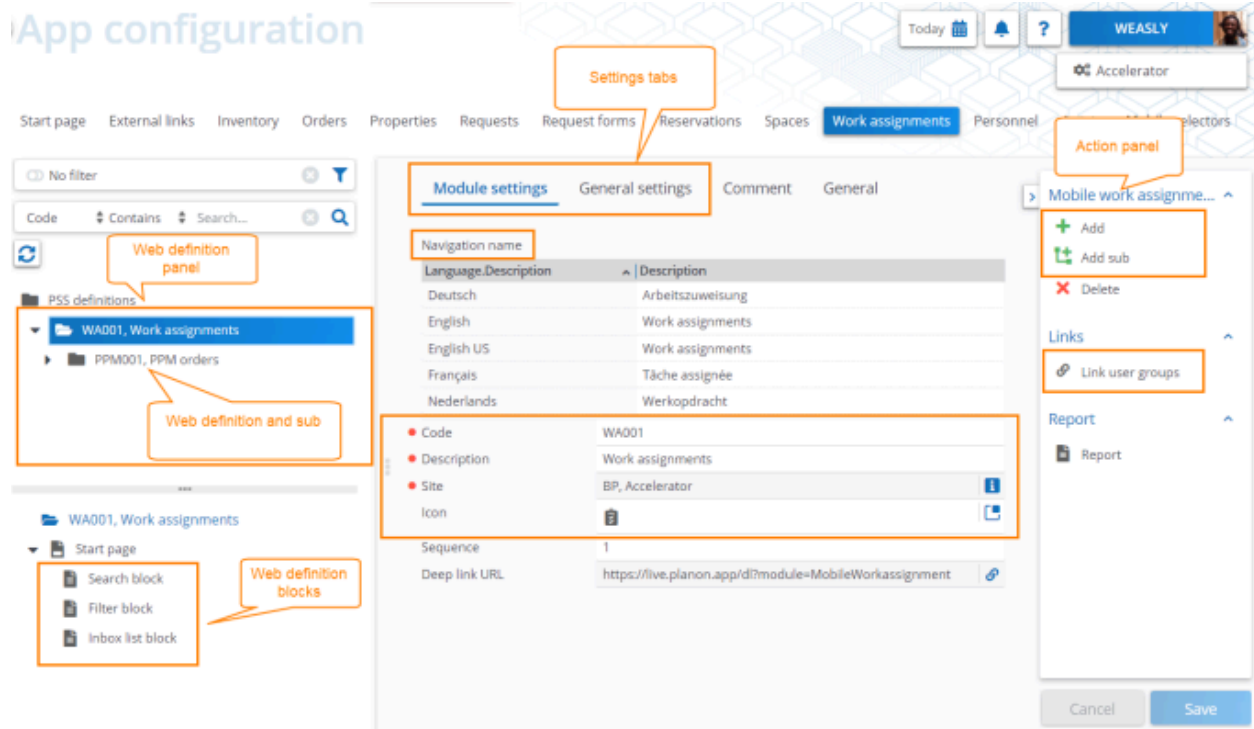 App configuration
Today
?
WEASLY
Accelerator
Settings tabs
Start page External links Inventory Orders Properties Requests Request forms Reservations Spaces Work assignments Personnel
Action panel
No filter
Code Contains Search...
Web definition
panel
PSS definitions
WA001, Work assignments
PPM001, PPM orders
Web definition and sub
WA001, Work assignments
Start page
Search block
Filter block
Inbox list block
Web definition
blocks
Module settings General settings Comment General
Navigation name
Language.Description Description
Deutsch Arbeitszuweisung
English Work assignments
English US Work assignments
Français Tâche assignée
Nederlands Werkopdracht
Code WA001
Description Work assignments
Site BP, Accelerator
Icon
Sequence 1
Deep link URL https://live.planon.app/dl?module=MobileWorkassignment
Mobile work assignme...
Add
Add sub
Delete
Links
Link user groups
Report
Report
Cancel Save